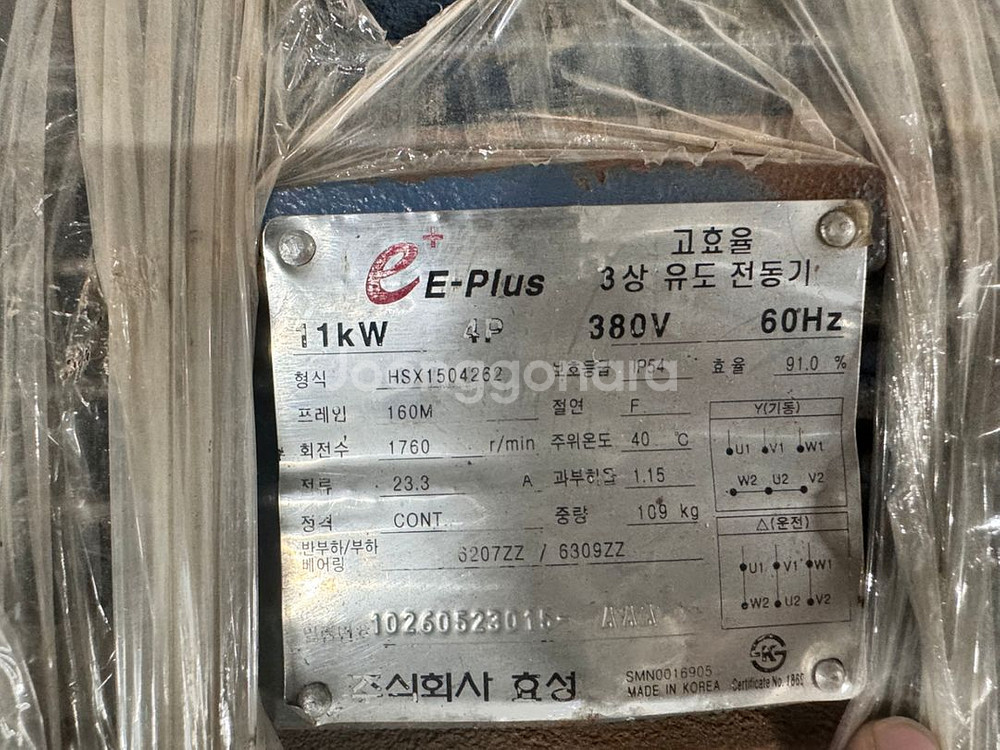 e+ E-Plus
고효율
3상 유도 전동기
11kW 4P 380V 60Hz
형식 HSX1504262 보호등급 IP54 효율 91.0 %
Joonggonara
프레임 160M 절연 F
회전수 1760 r/min 주위온도 40 ℃
전류 23.3 A 과부하율 1.15
정격 CONT. 중량 109 kg
반부하/부하 베어링 6207ZZ / 6309ZZ
Y(기동)
U1 V1 W1
W2 U2 V2
△(운전)
U1 V1 W1
W2 U2 V2
10260523015-
주식회사 효성
SMN0016905
MADE IN KOREA
Certificate No. 1869